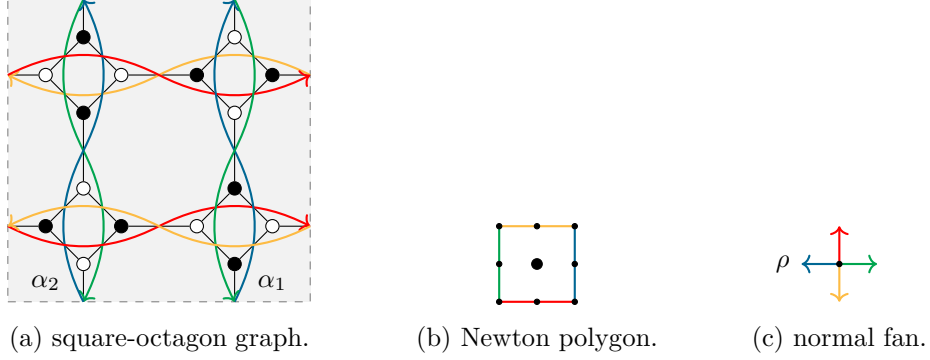 α₂
α₁
ρ
(a) square-octagon graph.
(b) Newton polygon.
(c) normal fan.